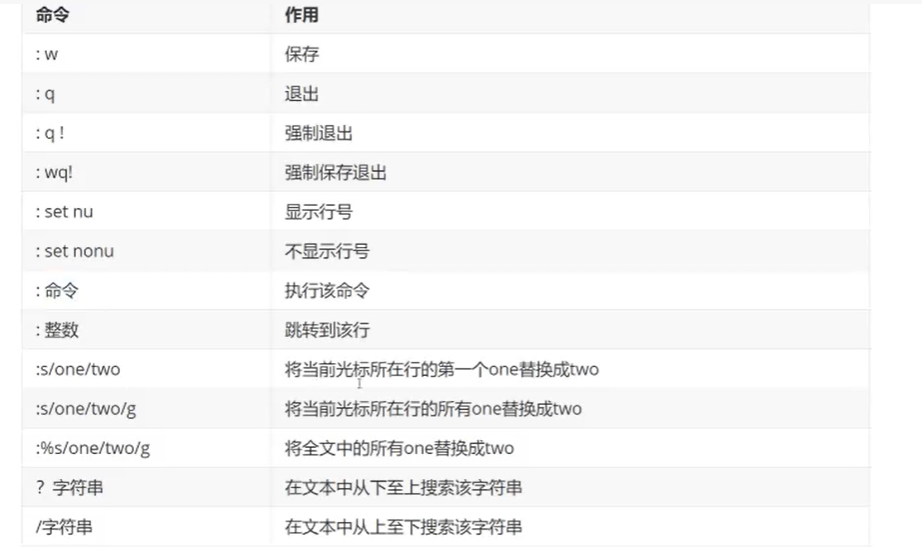 命令 作用
: w 保存
: q 退出
: q ! 强制退出
: wq! 强制保存退出
: set nu 显示行号
: set nonu 不显示行号
: 命令 执行该命令
: 整数 跳转到该行
:s/one/two 将当前光标所在行的第一个one替换成two
:s/one/two/g 将当前光标所在行的所有one替换成two
:%s/one/two/g 将全文中的所有one替换成two
? 字符串 在文本中从下至上搜索该字符串
/字符串 在文本中从上至下搜索该字符串